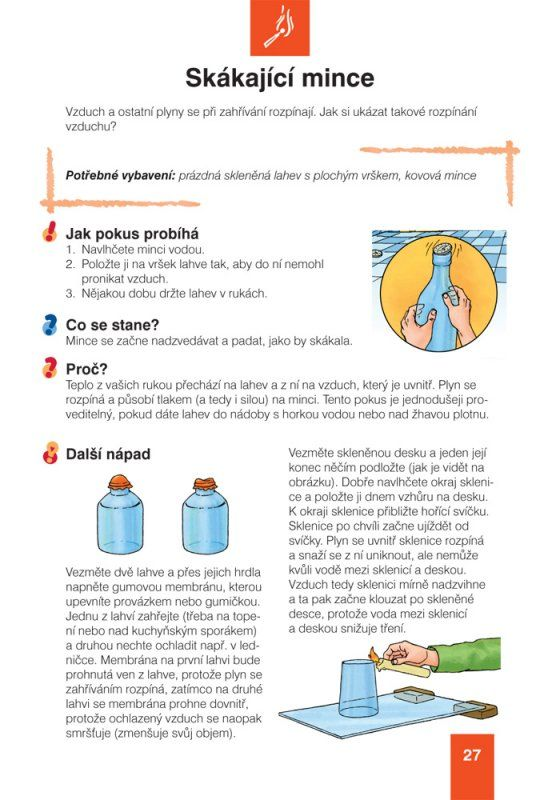 Skákající mince
Vzduch a ostatní plyny se při zahřívání rozpínají. Jak si ukázat takové rozpínání
vzduchu?
Potřebné vybavení: prázdná skleněná lahev s plochým vrškem, kovová mince
Jak pokus probíhá
1. Navlhčete minci vodou.
2. Položte ji na vršek lahve tak, aby do ní nemohl
pronikat vzduch.
3. Nějakou dobu držte lahev v rukách.
Co se stane?
Mince se začne nadzvedávat a padat, jako by skákala.
Proč?
Teplo z vašich rukou přechází na lahev a z ní na vzduch, který je uvnitř. Plyn se
rozpíná a působí tlakem (a tedy i silou) na minci. Tento pokus je jednodušeji pro-
veditelný, pokud dáte lahev do nádoby s horkou vodou nebo nad žhavou plotnu.
Další nápad
Vezměte dvě lahve a přes jejich hrdla
napněte gumovou membránu, kterou
upevníte provázkem nebo gumičkou.
Jednu z lahví zahřejte (třeba na tope-
ní nebo nad kuchyňským sporákem)
a druhou nechte ochladit např. v led-
ničce. Membrána na první lahvi bude
prohnutá ven z lahve, protože plyn se
zahříváním rozpíná, zatímco na druhé
lahvi se membrána prohne dovnitř,
protože ochlazený vzduch se naopak
smršťuje (zmenšuje svůj objem).
Vezměte skleněnou desku a jeden její
konec něčím podložte (jak je vidět na
obrázku). Dobře navlhčete okraj skleni-
ce a položte ji dnem vzhůru na desku.
K okraji sklenice přibližte hořící svíčku.
Sklenice po chvíli začne ujíždět od
svíčky. Plyn se uvnitř sklenice rozpíná
a snaží se z ní uniknout, ale nemůže
kvůli vodě mezi sklenicí a deskou.
Vzduch tedy sklenici mírně nadzvihne
a ta pak začne klouzat po skleněné
desce, protože voda mezi sklenicí
a deskou snižuje tření.
27